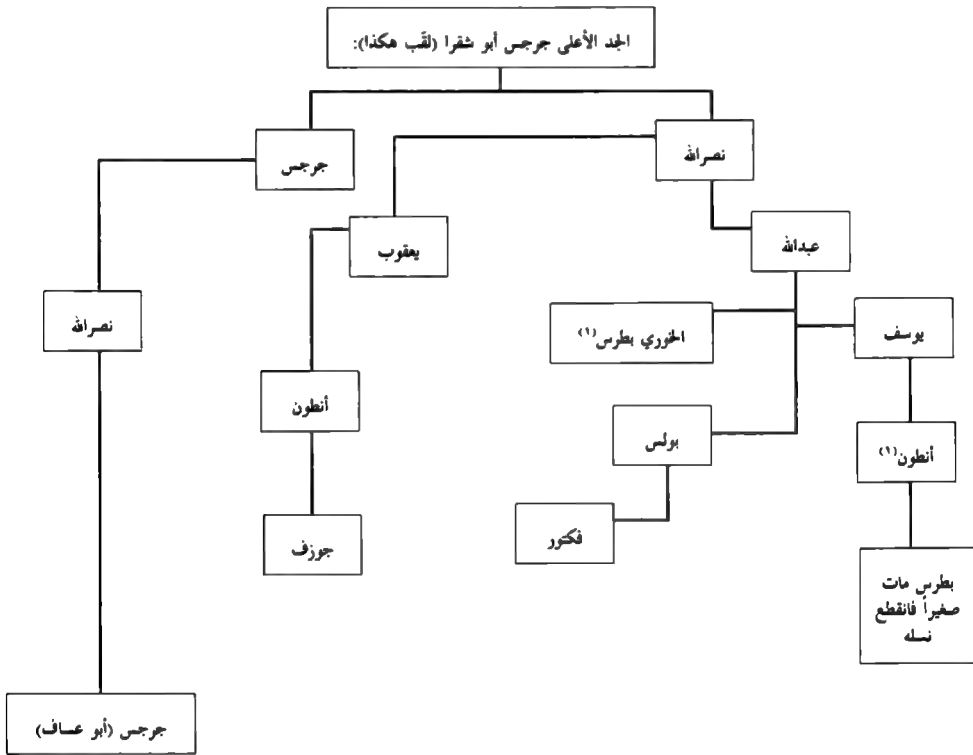 الجد الأعلى جرجس أبو شقرا (لقّب هكذا):
نصرالله
جرجس
عبدالله
يعقوب
يوسف
الخوري بطرس (١)
نصرالله
أنطون (١)
بولس
أنطون
فكتور
جوزف
بطرس مات
صغيراً فانقطع
نسله
جرجس (أبو عساف)